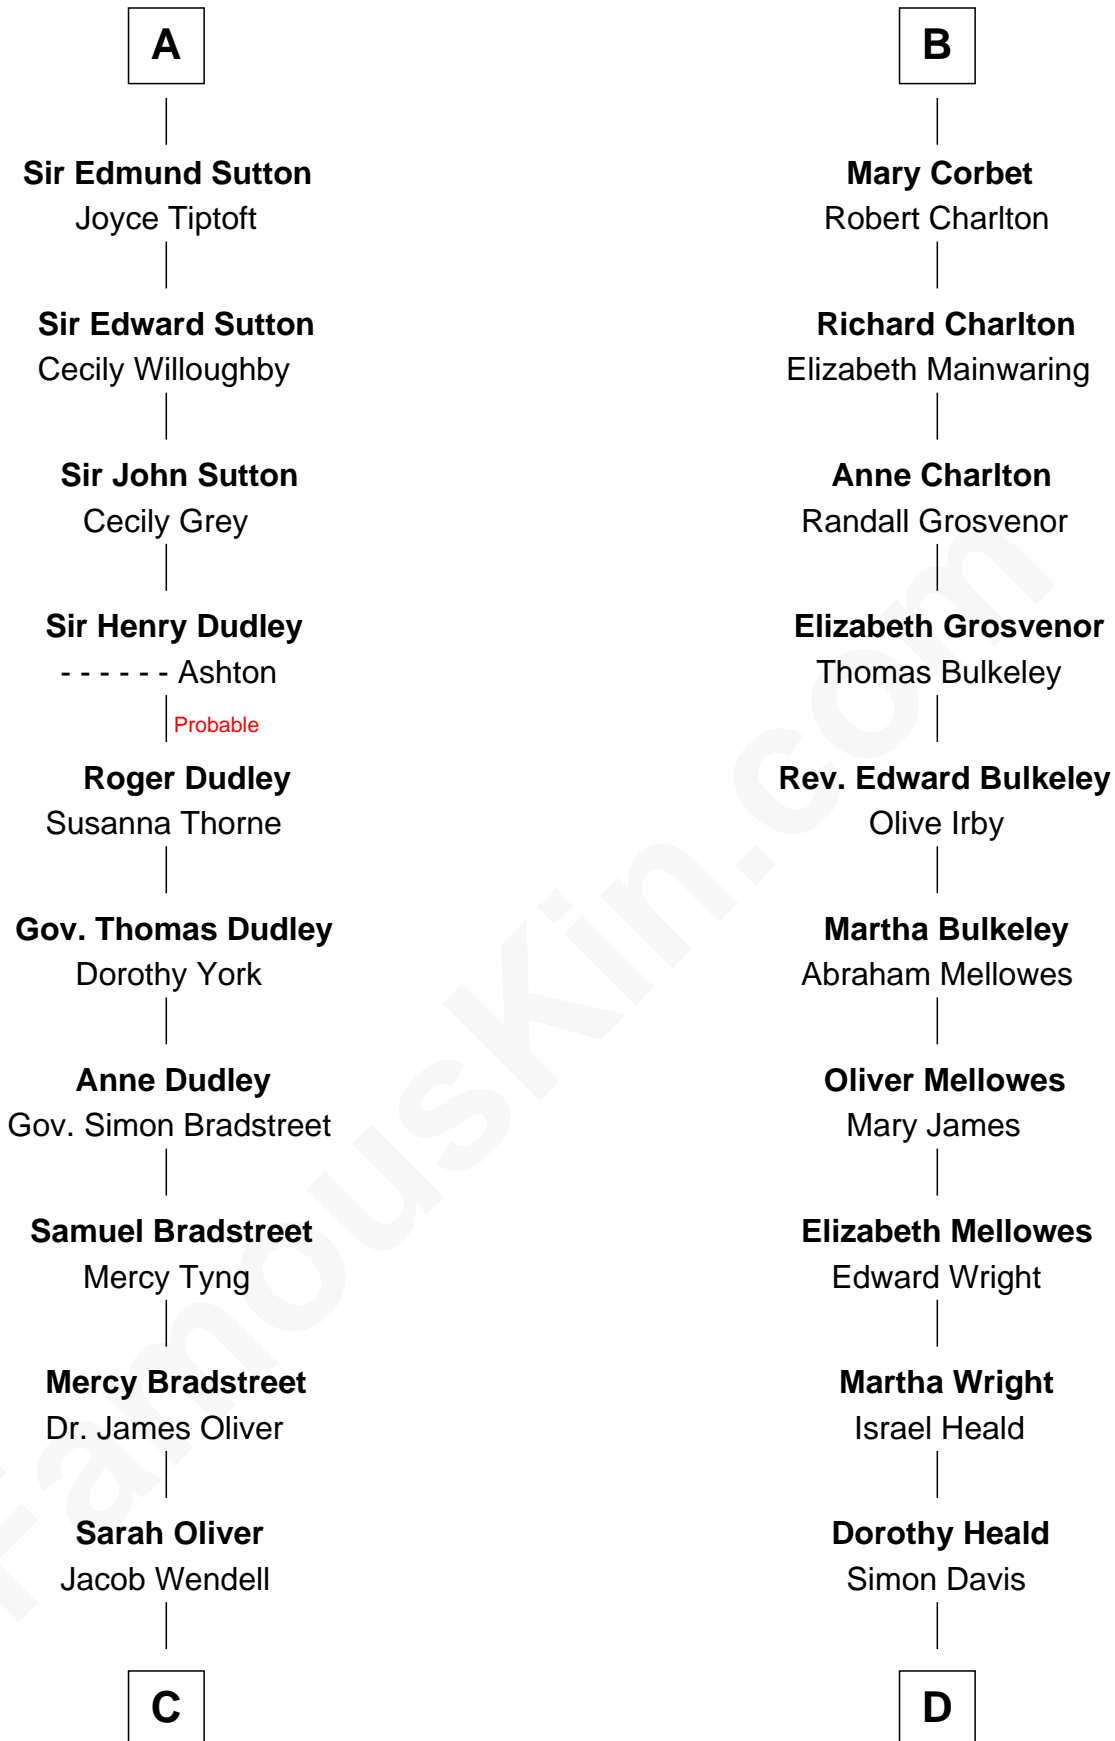 A
Sir Edmund Sutton
Joyce Tiptoft
Sir Edward Sutton
Cecily Willoughby
Sir John Sutton
Cecily Grey
Sir Henry Dudley
- - - - - - Ashton
Probable
Roger Dudley
Susanna Thorne
Gov. Thomas Dudley
Dorothy York
Anne Dudley
Gov. Simon Bradstreet
Samuel Bradstreet
Mercy Tyng
Mercy Bradstreet
Dr. James Oliver
Sarah Oliver
Jacob Wendell
C
B
Mary Corbet
Robert Charlton
Richard Charlton
Elizabeth Mainwaring
Anne Charlton
Randall Grosvenor
Elizabeth Grosvenor
Thomas Bulkeley
Rev. Edward Bulkeley
Olive Irby
Martha Bulkeley
Abraham Mellowes
Oliver Mellowes
Mary James
Elizabeth Mellowes
Edward Wright
Martha Wright
Israel Heald
Dorothy Heald
Simon Davis
D
FamousKin.com